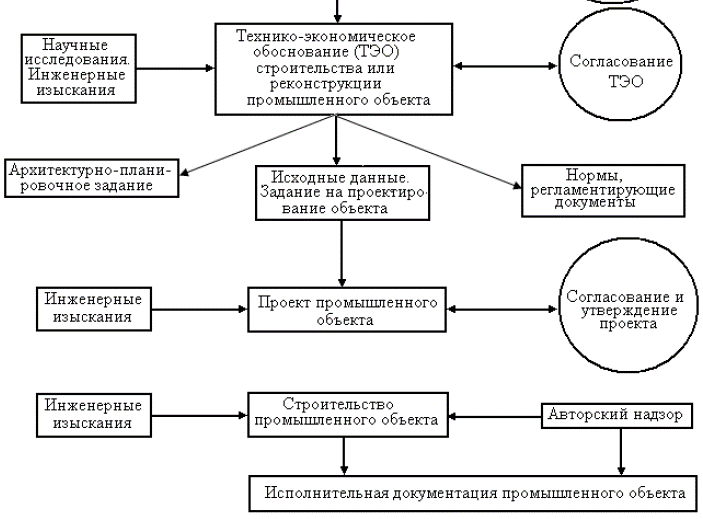 Научные
исследования.
Инженерные
изыскания
Технико-экономическое
обоснование (ТЭО)
строительства или
реконструкции
промышленного объекта
Согласование
ТЭО
Архитектурно-плани-
ровочное задание
Исходные данные.
Задание на проектиро-
вание объекта
Нормы,
регламентирующие
документы
Инженерные
изыскания
Проект промышленного
объекта
Согласование и
утверждение
проекта
Инженерные
изыскания
Строительство
промышленного объекта
Авторский надзор
Исполнительная документация промышленного объекта